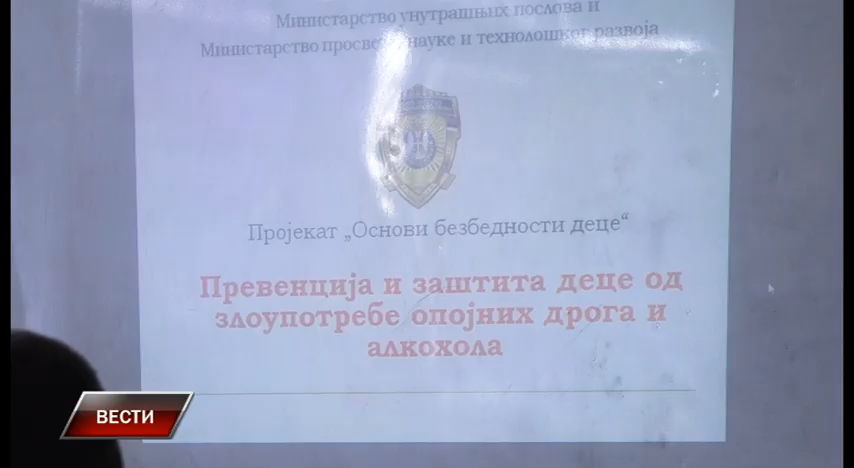 Министарство унутрашњих послова и
Министарство просвете, науке и технолошког развоја
Пројекат „Основи безбедности деце“
Превенција и заштита деце од
злоупотребе опојних дрога и
алкохола
ВЕСТИ